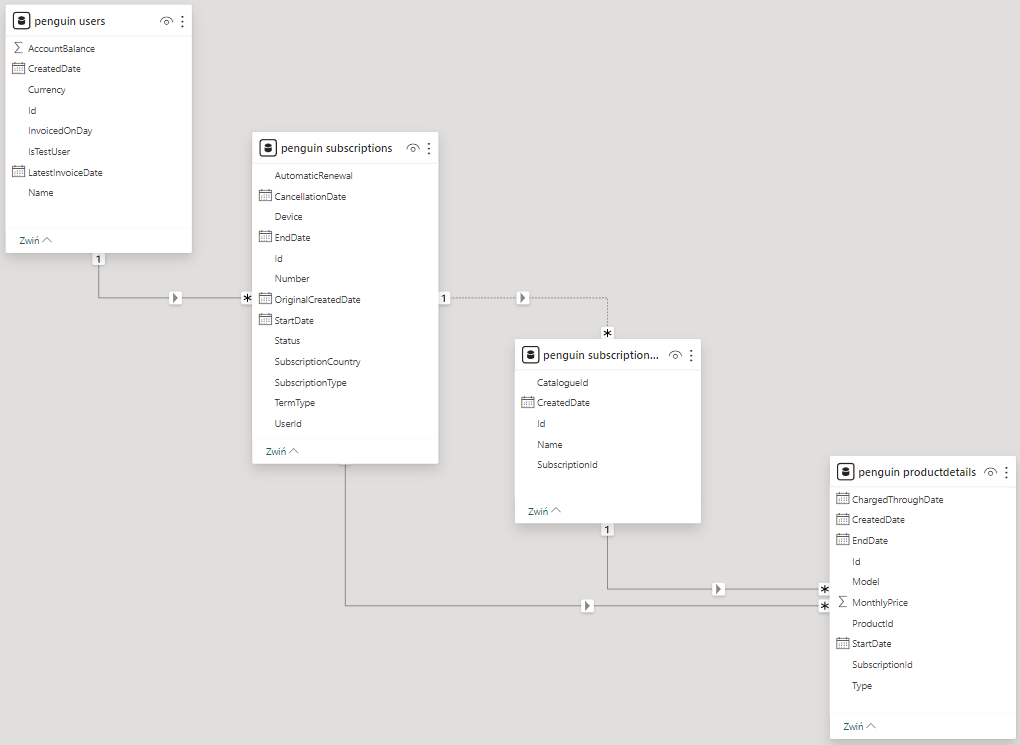 penguin users
AccountBalance
CreatedDate
Currency
Id
InvoicedOnDay
IsTestUser
LatestInvoiceDate
Name
Zwiń
1
*
penguin subscriptions
AutomaticRenewal
CancellationDate
Device
EndDate
Id
Number
OriginalCreatedDate
StartDate
Status
SubscriptionCountry
SubscriptionType
TermType
UserId
Zwiń
1
*
penguin subscription...
CatalogueId
CreatedDate
Id
Name
SubscriptionId
Zwiń
1
*
*
penguin productdetails
ChargedThroughDate
CreatedDate
EndDate
Id
Model
MonthlyPrice
ProductId
StartDate
SubscriptionId
Type
Zwiń